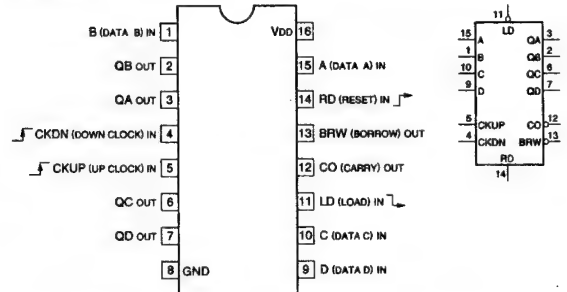 B (DATA B) IN 1
QB OUT 2
QA OUT 3
CKDN (DOWN CLOCK) IN 4
CKUP (UP CLOCK) IN 5
QC OUT 6
QD OUT 7
8 GND
VDD 16
15 A (DATA A) IN
14 RD (RESET) IN
13 BRW (BORROW) OUT
12 CO (CARRY) OUT
11 LD (LOAD) IN
10 C (DATA C) IN
9 D (DATA D) IN
11
LD
15 A QA 3
1 B QB 2
10 C QC 6
9 D QD 7
5 CKUP CO 12
4 CKDN BRW 13
RD
14